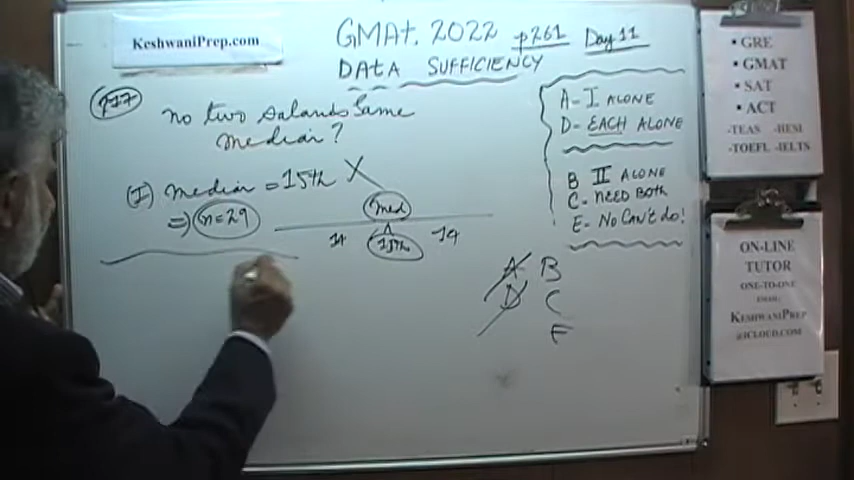 KeshwaniPrep.com
GMAT. 2022 p261 Day 11
DATA SUFFICIENCY
no two salaries same
median?
(I) median = 15th X
⇒ n=29
med
14 15th 14
A - I ALONE
D - EACH ALONE
B II ALONE
C - NEED BOTH
E - No CAN'T do!
A B
D C
E
• GRE
• GMAT
• SAT
• ACT
-TEAS -HESI
-TOEFL -IELTS
ON-LINE
TUTOR
ONE-TO-ONE
EMAIL:
KESHWANIPREP
@ICLOUD.COM